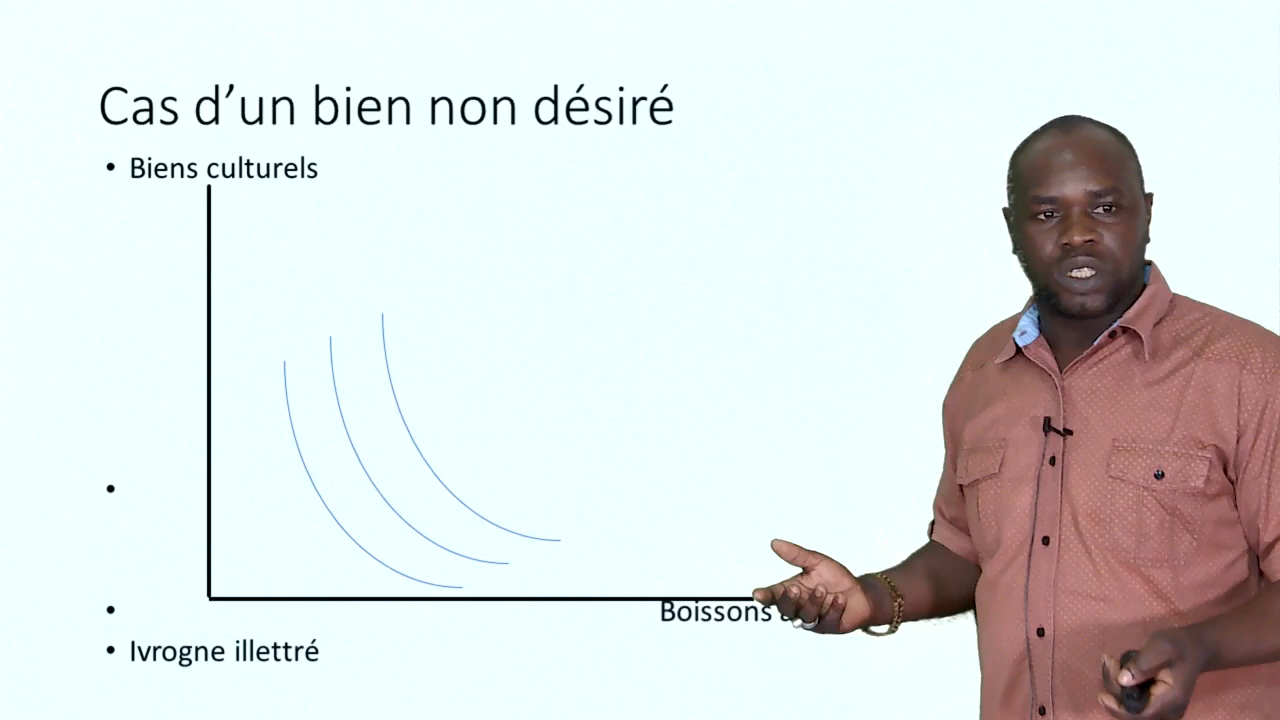 Cas d’un bien non désiré
• Biens culturels
•
•
Boissons
• Ivrogne illettré